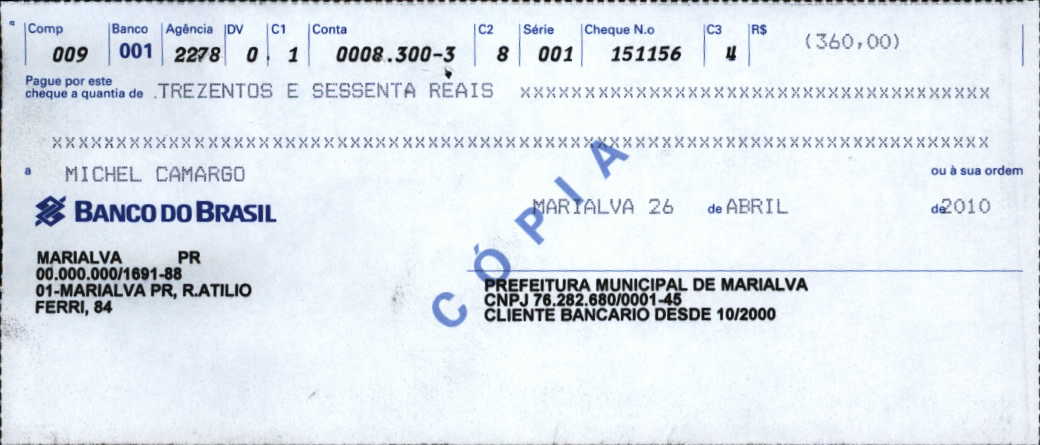 Comp Banco Agência DV C1 Conta C2 Série Cheque N.o C3 R$ (360,00)
009 001 2278 0 1 0008.300-3 8 001 151156 4
Pague por este
cheque a quantia de .TREZENTOS E SESSENTA REAIS XXXXXXXXXXXXXXXXXXXXXXXXXXXXXXXXXXXX
XXXXXXXXXXXXXXXXXXXXXXXXXXXXXXXXXXXXXXXXXXXXXXXXXXXXXXXXXXXXXXXXXXXXXXXXXXXX
a MICHEL CAMARGO ou à sua ordem
BANCO DO BRASIL MARIALVA 26 de ABRIL de 2010
CÓPIA
MARIALVA PR
00.000.000/1691-88
01-MARIALVA PR, R.ATILIO
FERRI, 84
PREFEITURA MUNICIPAL DE MARIALVA
CNPJ 76.282.680/0001-45
CLIENTE BANCARIO DESDE 10/2000